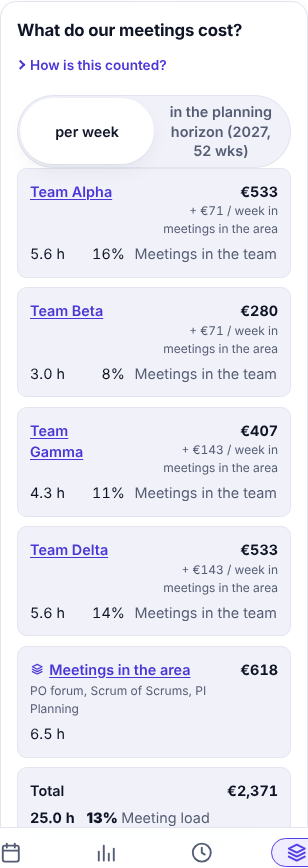 What do our meetings cost?
How is this counted?
per week
in the planning
horizon (2027,
52 wks)
Team Alpha €533
+ €71 / week in
meetings in the area
5.6 h 16% Meetings in the team
Team Beta €280
+ €71 / week in
meetings in the area
3.0 h 8% Meetings in the team
Team
Gamma €407
+ €143 / week in
meetings in the area
4.3 h 11% Meetings in the team
Team Delta €533
+ €143 / week in
meetings in the area
5.6 h 14% Meetings in the team
Meetings in the area €618
PO forum, Scrum of Scrums, PI
Planning
6.5 h
Total €2,371
25.0 h 13% Meeting load